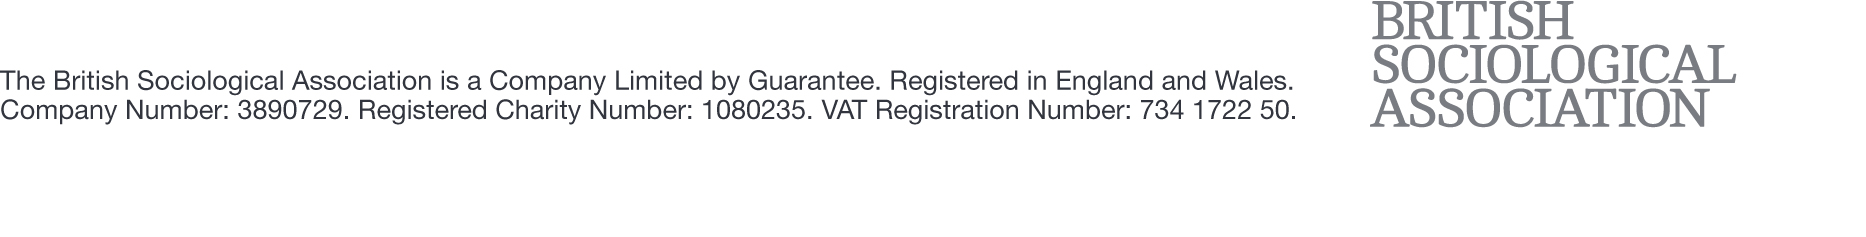 The British Sociological Association is a Company Limited by Guarantee. Registered in England and Wales.
Company Number: 3890729. Registered Charity Number: 1080235. VAT Registration Number: 734 1722 50.
BRITISH
SOCIOLOGICAL
ASSOCIATION